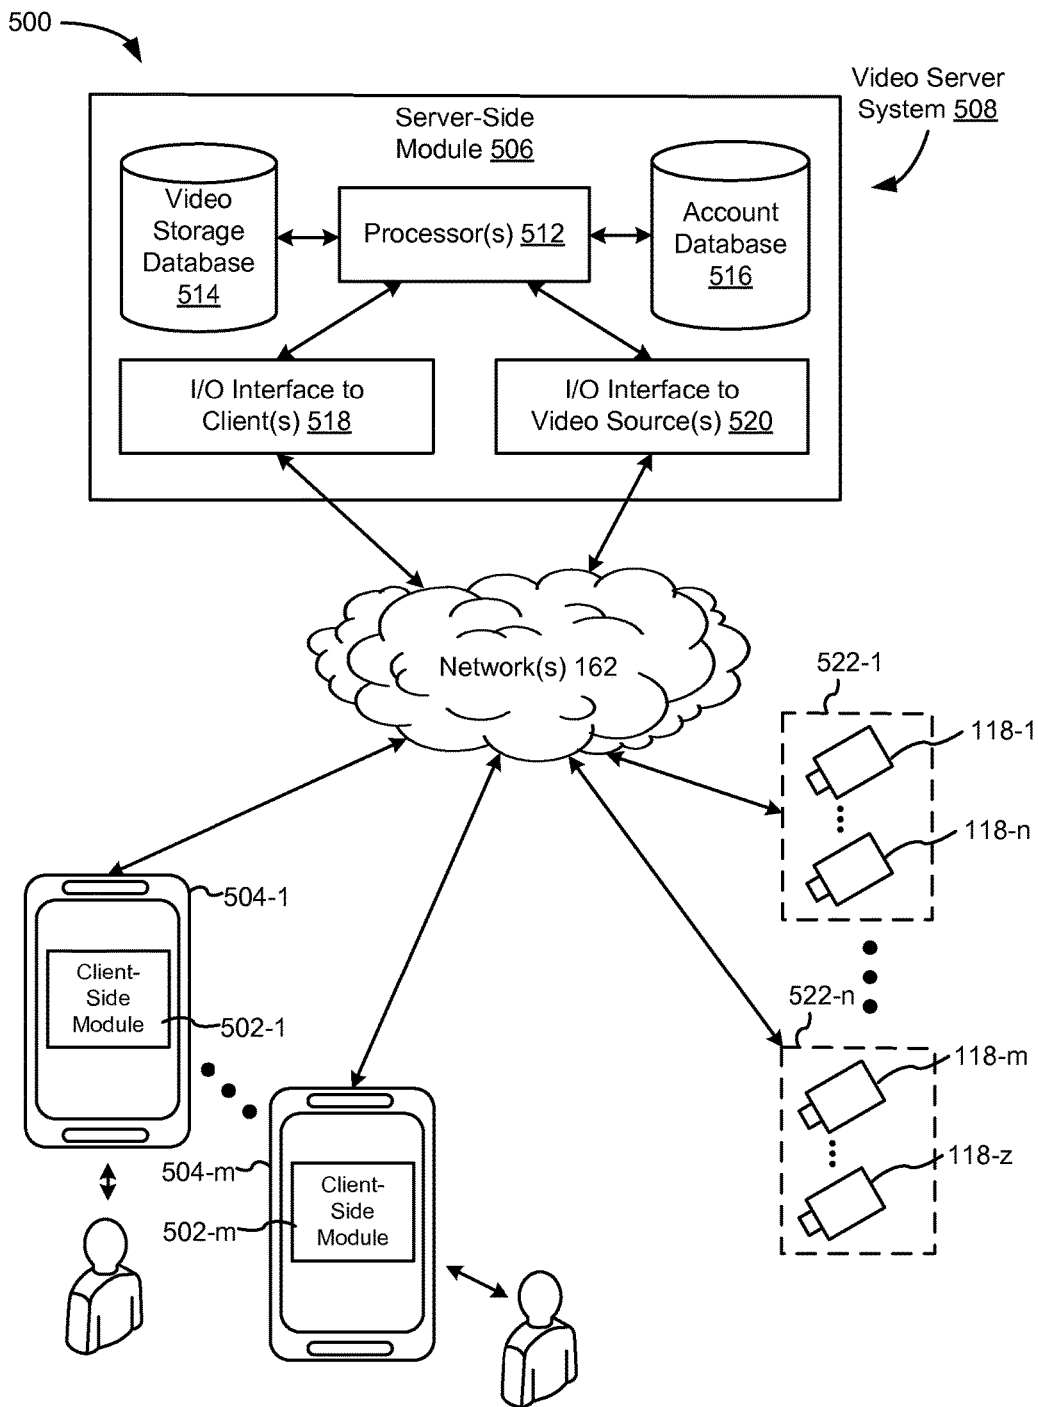 500
Video Server
System 508
Server-Side
Module 506
Video
Storage
Database
514
Processor(s) 512
Account
Database
516
I/O Interface to
Client(s) 518
I/O Interface to
Video Source(s) 520
Network(s) 162
522-1
118-1
118-n
504-1
Client-
Side
Module
502-1
522-n
118-m
118-z
504-m
Client-
Side
Module
502-m